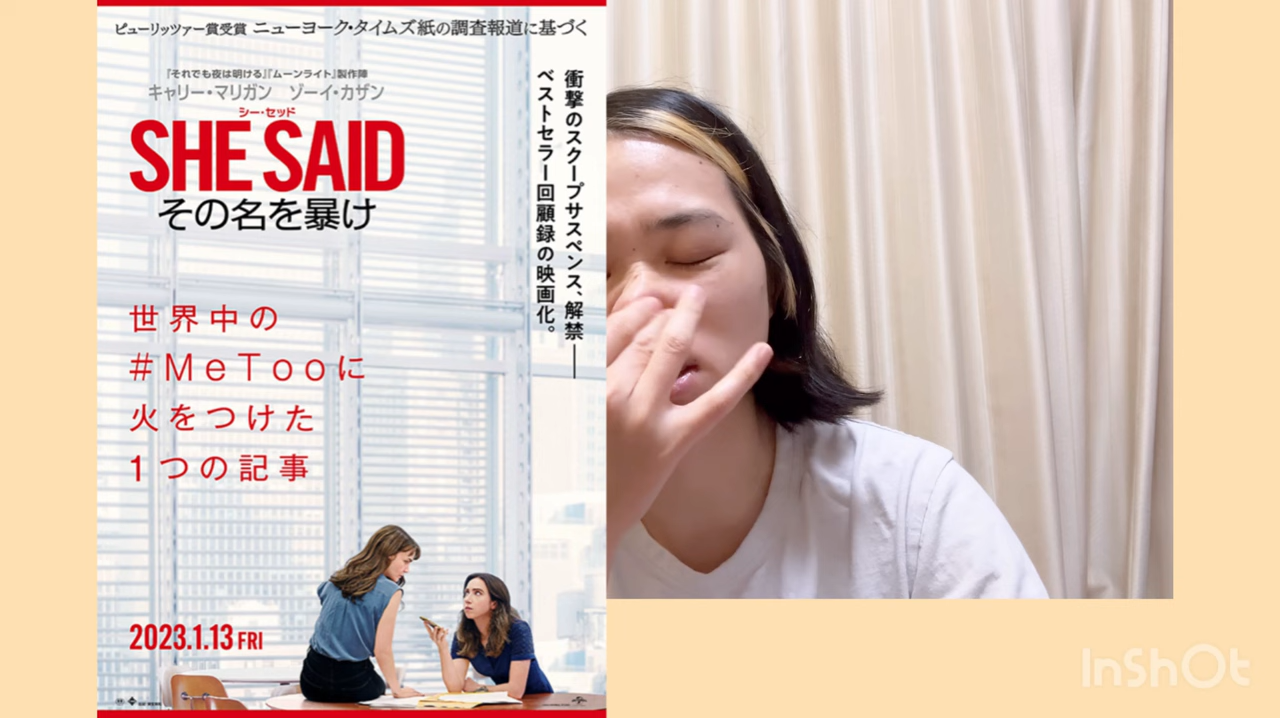 ピューリッツァー賞受賞 ニューヨーク・タイムズ紙の調査報道に基づく
『それでも夜は明ける』『ムーンライト』製作陣
キャリー・マリガン ゾーイ・カザン
シー・セッド
SHE SAID
その名を暴け
衝撃のスクープサスペンス、解禁――
ベストセラー回顧録の映画化。
世界中の
#MeTooに
火をつけた
1つの記事
2023.1.13 FRI
InShOt